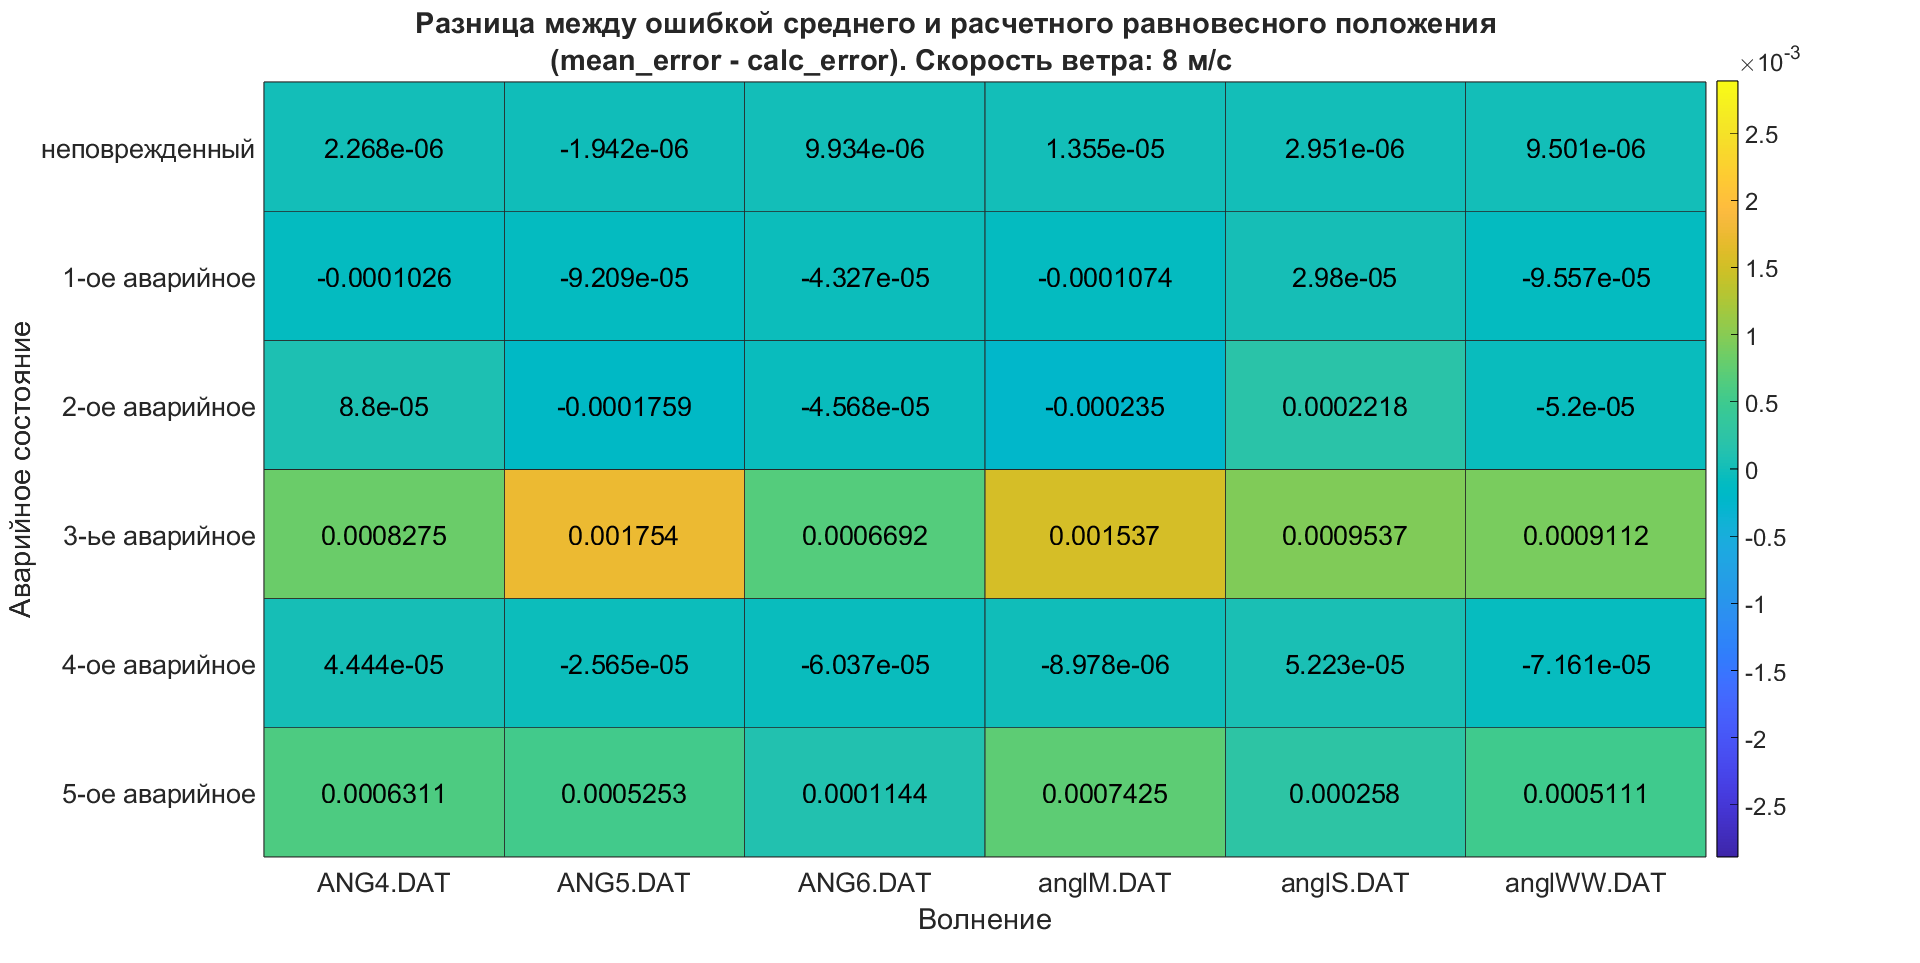 Разница между ошибкой среднего и расчетного равновесного положения
(mean_error - calc_error). Скорость ветра: 8 м/с
×10-3
неповрежденный 2.268e-06 -1.942e-06 9.934e-06 1.355e-05 2.951e-06 9.501e-06
1-ое аварийное -0.0001026 -9.209e-05 -4.327e-05 -0.0001074 2.98e-05 -9.557e-05
2-ое аварийное 8.8e-05 -0.0001759 -4.568e-05 -0.000235 0.0002218 -5.2e-05
3-ье аварийное 0.0008275 0.001754 0.0006692 0.001537 0.0009537 0.0009112
4-ое аварийное 4.444e-05 -2.565e-05 -6.037e-05 -8.978e-06 5.223e-05 -7.161e-05
5-ое аварийное 0.0006311 0.0005253 0.0001144 0.0007425 0.000258 0.0005111
ANG4.DAT ANG5.DAT ANG6.DAT anglM.DAT anglS.DAT anglWW.DAT
Волнение
Аварийное состояние
2.5
2
1.5
1
0.5
0
-0.5
-1
-1.5
-2
-2.5